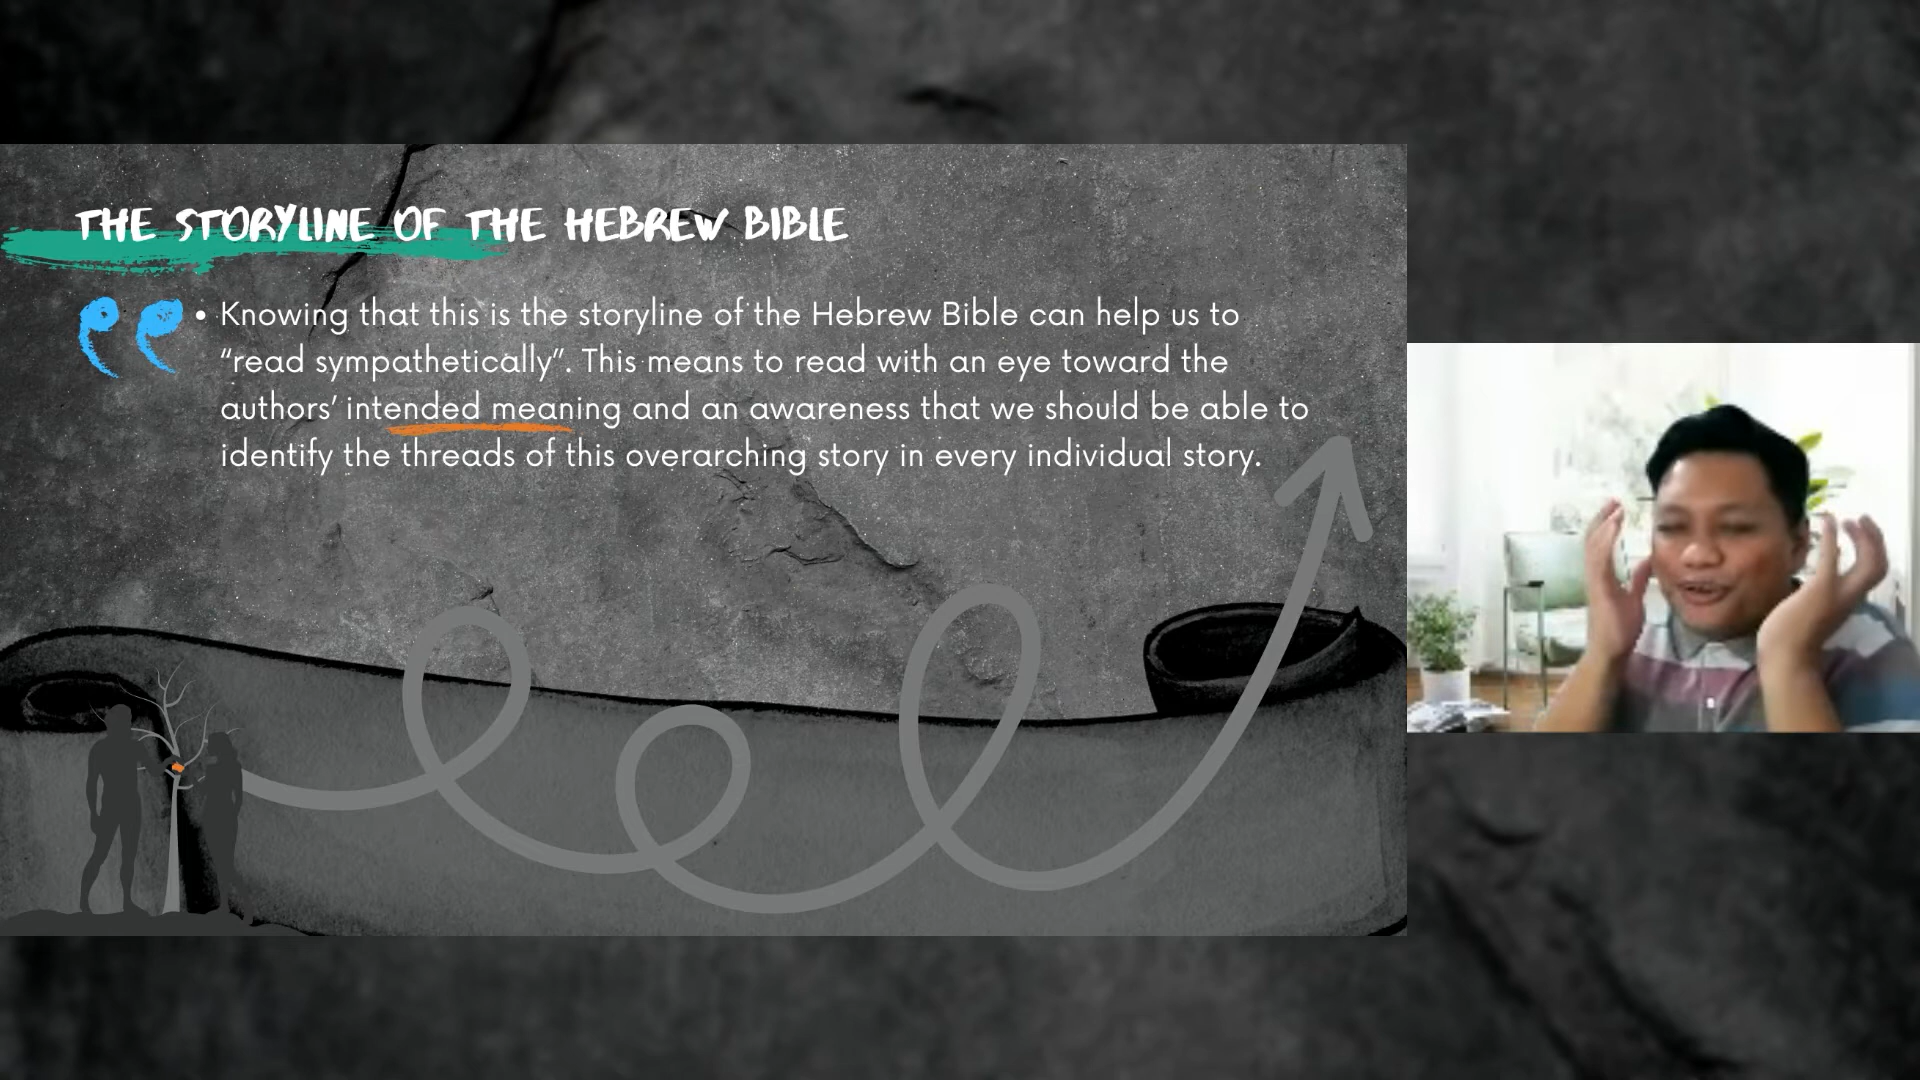 THE STORYLINE OF THE HEBREW BIBLE
• Knowing that this is the storyline of the Hebrew Bible can help us to
“read sympathetically”. This means to read with an eye toward the
authors’ intended meaning and an awareness that we should be able to
identify the threads of this overarching story in every individual story.